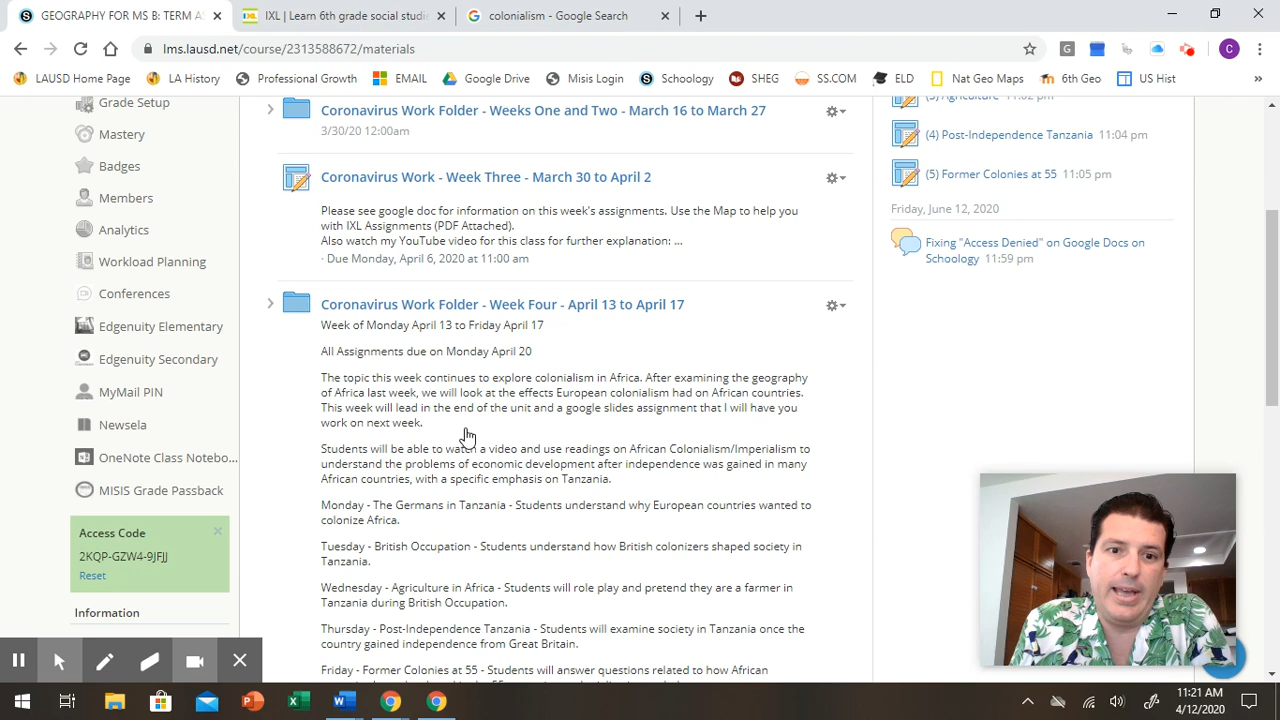 GEOGRAPHY FOR MS B: TERM AS
IXL | Learn 6th grade social studie
colonialism - Google Search
lms.lausd.net/course/2313588672/materials
LAUSD Home Page
LA History
Professional Growth
EMAIL
Google Drive
Misis Login
Schoology
SHEG
SS.COM
ELD
Nat Geo Maps
6th Geo
US Hist
Grade Setup
Mastery
Badges
Members
Analytics
Workload Planning
Conferences
Edgenuity Elementary
Edgenuity Secondary
MyMail PIN
Newsela
OneNote Class Notebo...
MISIS Grade Passback
Access Code
2KQP-GZW4-9JFJJ
Reset
Information
Coronavirus Work Folder - Weeks One and Two - March 16 to March 27
3/30/20 12:00am
Coronavirus Work - Week Three - March 30 to April 2
Please see google doc for information on this week's assignments. Use the Map to help you
with IXL Assignments (PDF Attached).
Also watch my YouTube video for this class for further explanation: ...
· Due Monday, April 6, 2020 at 11:00 am
Coronavirus Work Folder - Week Four - April 13 to April 17
Week of Monday April 13 to Friday April 17
All Assignments due on Monday April 20
The topic this week continues to explore colonialism in Africa. After examining the geography
of Africa last week, we will look at the effects European colonialism had on African countries.
This week will lead in the end of the unit and a google slides assignment that I will have you
work on next week.
Students will be able to watch a video and use readings on African Colonialism/Imperialism to
understand the problems of economic development after independence was gained in many
African countries, with a specific emphasis on Tanzania.
Monday - The Germans in Tanzania - Students understand why European countries wanted to
colonize Africa.
Tuesday - British Occupation - Students understand how British colonizers shaped society in
Tanzania.
Wednesday - Agriculture in Africa - Students will role play and pretend they are a farmer in
Tanzania during British Occupation.
Thursday - Post-Independence Tanzania - Students will examine society in Tanzania once the
country gained independence from Great Britain.
Friday - Former Colonies at 55 - Students will answer questions related to how African
(3) Agriculture 11:02 pm
(4) Post-Independence Tanzania 11:04 pm
(5) Former Colonies at 55 11:05 pm
Friday, June 12, 2020
Fixing "Access Denied" on Google Docs on
Schoology 11:59 pm
11:21 AM
4/12/2020